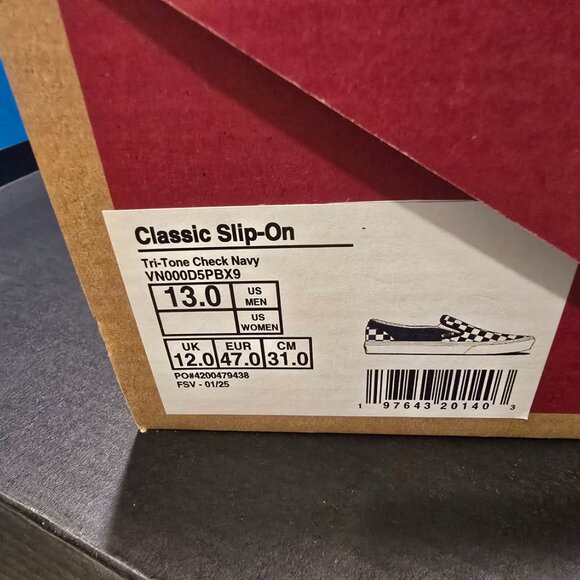 Classic Slip-On
Tri-Tone Check Navy
VN000D5PBX9
13.0 US MEN
US WOMEN
UK EUR CM
12.0 47.0 31.0
PO#4200479438
FSV - 01/25
1 97643 20140 3